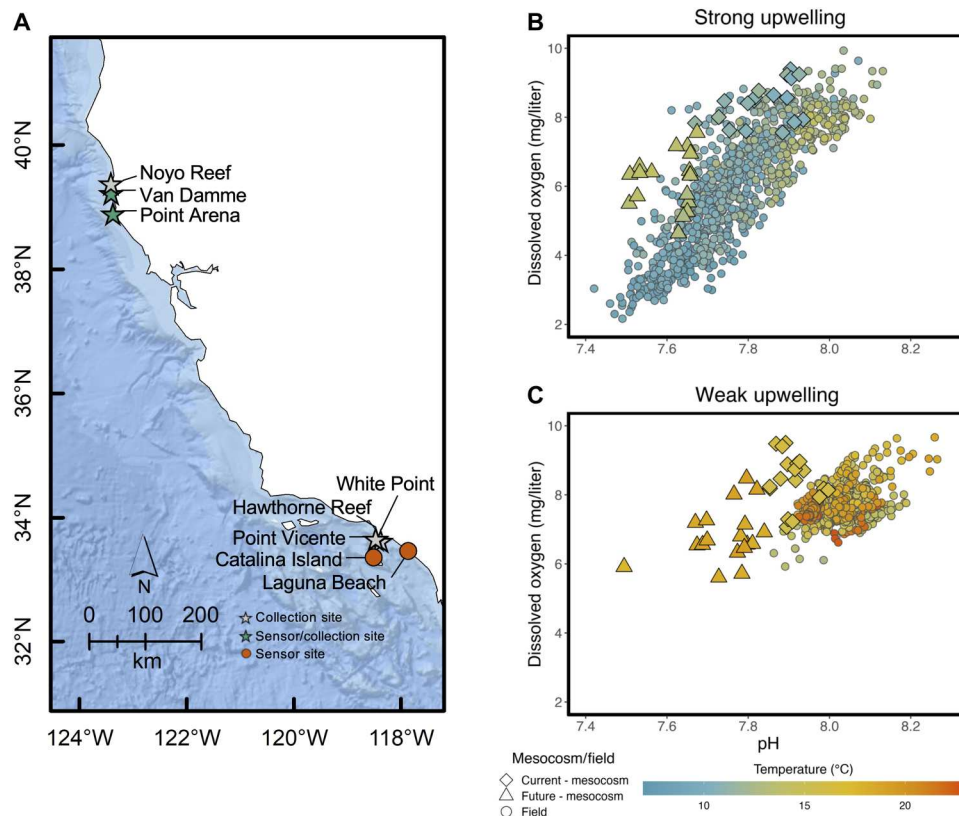 A
40°N
38°N
36°N
34°N
32°N
124°W
122°W
120°W
118°W
Noyo Reef
Van Damme
Point Arena
White Point
Hawthorne Reef
Point Vicente
Catalina Island
Laguna Beach
N
0 100 200
km
Collection site
Sensor/collection site
Sensor site
B
Strong upwelling
Dissolved oxygen (mg/liter)
10
8
6
4
2
7.4 7.6 7.8 8.0 8.2
C
Weak upwelling
Dissolved oxygen (mg/liter)
10
8
6
4
2
7.4 7.6 7.8 8.0 8.2
pH
Mesocosm/field
Current - mesocosm
Future - mesocosm
Field
Temperature (°C)
10 15 20